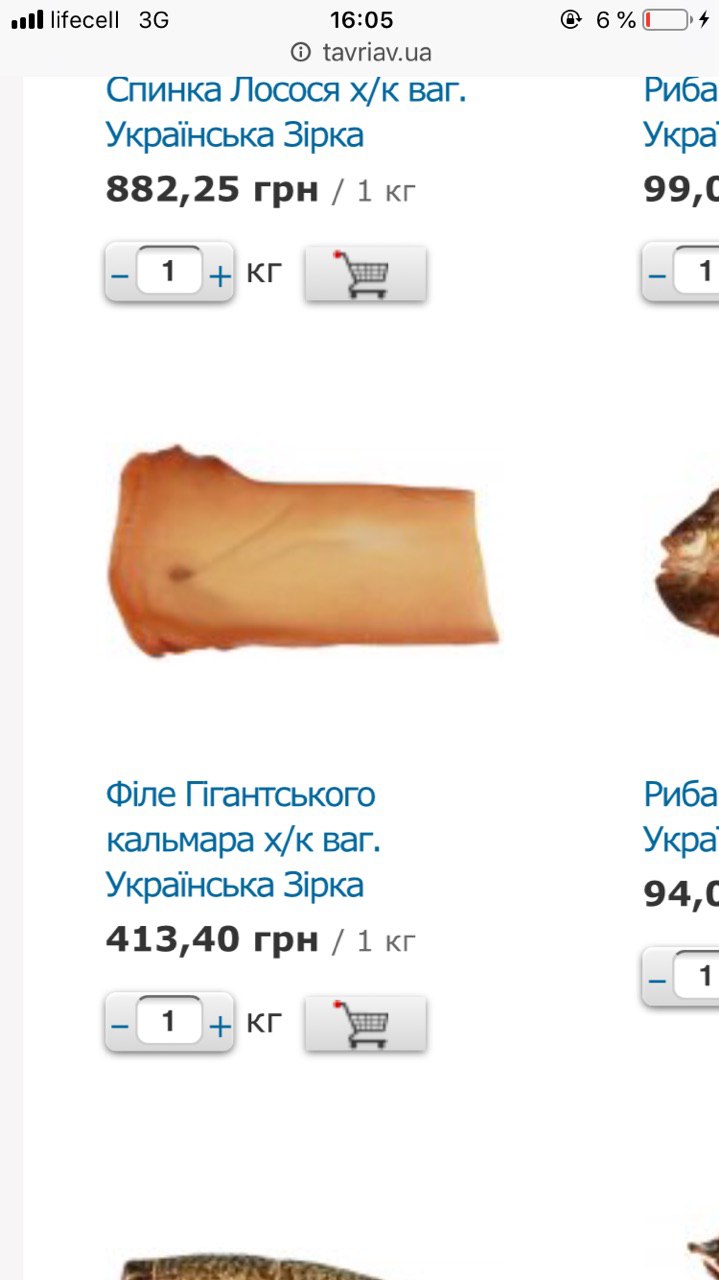 lifecell 3G 16:05 6 %
tavriav.ua
Спинка Лосося х/к ваг.
Українська Зірка
882,25 грн / 1 кг
– 1 + кг
Риба
99,0
– 1
Філе Гігантського
кальмара х/к ваг.
Українська Зірка
413,40 грн / 1 кг
– 1 + кг
Риба
94,0
– 1